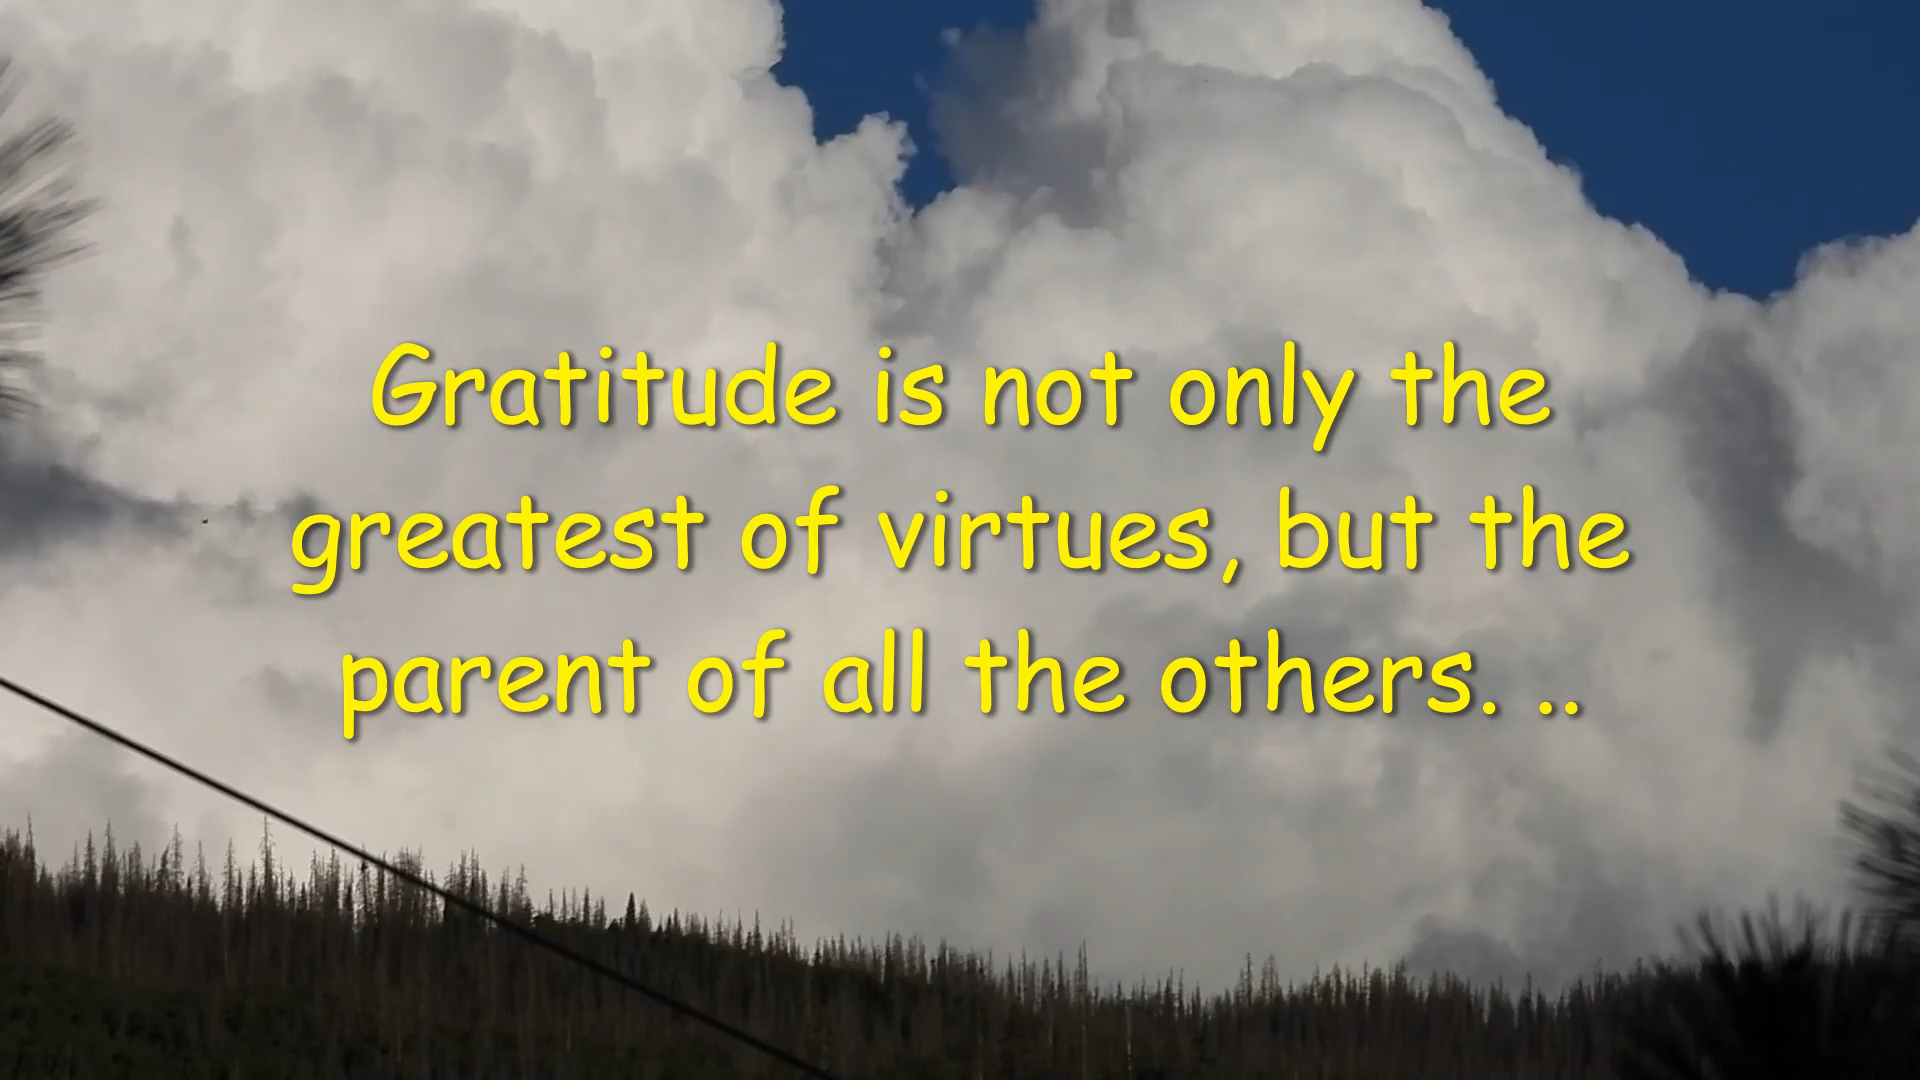 Gratitude is not only the
greatest of virtues, but the
parent of all the others. ..